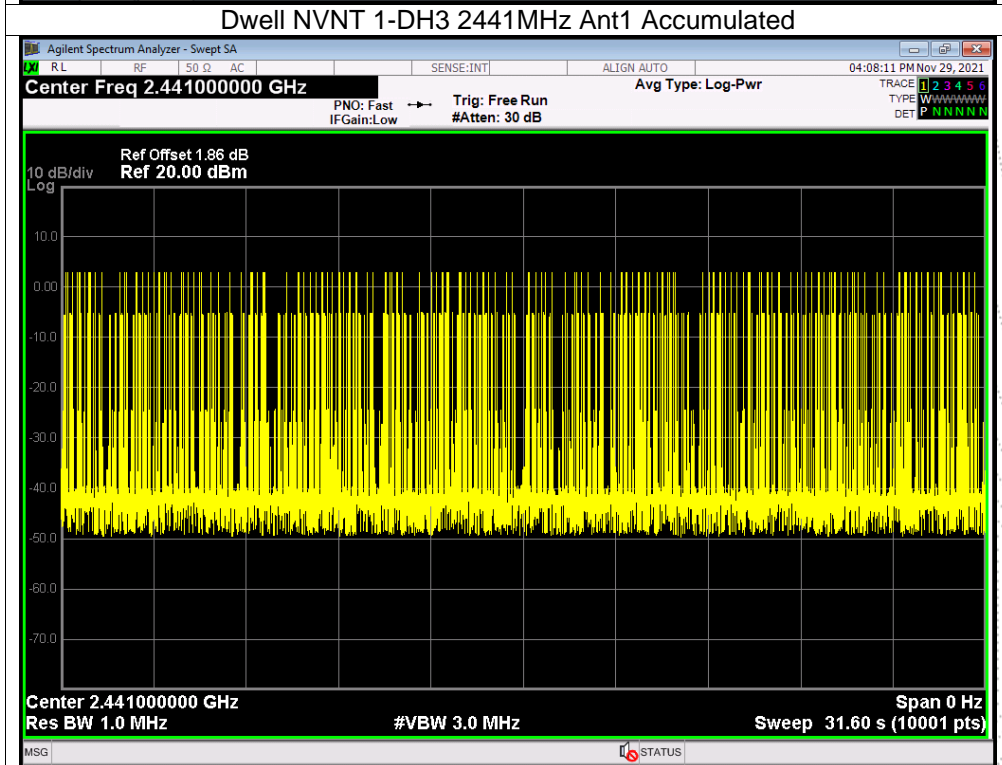 Dwell NVNT 1-DH3 2441MHz Ant1 Accumulated
Agilent Spectrum Analyzer - Swept SA
LXI RL RF 50 Ω AC SENSE:INT ALIGN AUTO 04:08:11 PM Nov 29, 2021
Center Freq 2.441000000 GHz Avg Type: Log-Pwr TRACE 1 2 3 4 5 6
PNO: Fast Trig: Free Run TYPE WWWWWW
IFGain:Low #Atten: 30 dB DET P N N N N N
Ref Offset 1.86 dB
10 dB/div Ref 20.00 dBm
Log
10.0
0.00
-10.0
-20.0
-30.0
-40.0
-50.0
-60.0
-70.0
Center 2.441000000 GHz Span 0 Hz
Res BW 1.0 MHz #VBW 3.0 MHz Sweep 31.60 s (10001 pts)
MSG STATUS